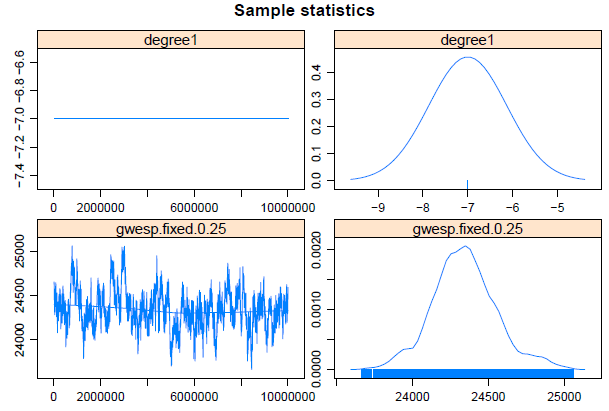 Sample statistics
degree1
degree1
-7.4 -7.2 -7.0 -6.8 -6.6
0.0 0.1 0.2 0.3 0.4
0 2000000 6000000 10000000
-9 -8 -7 -6 -5
gwesp.fixed.0.25
gwesp.fixed.0.25
24000 24500 25000
0.0000 0.0010 0.0020
0 2000000 6000000 10000000
24000 24500 25000